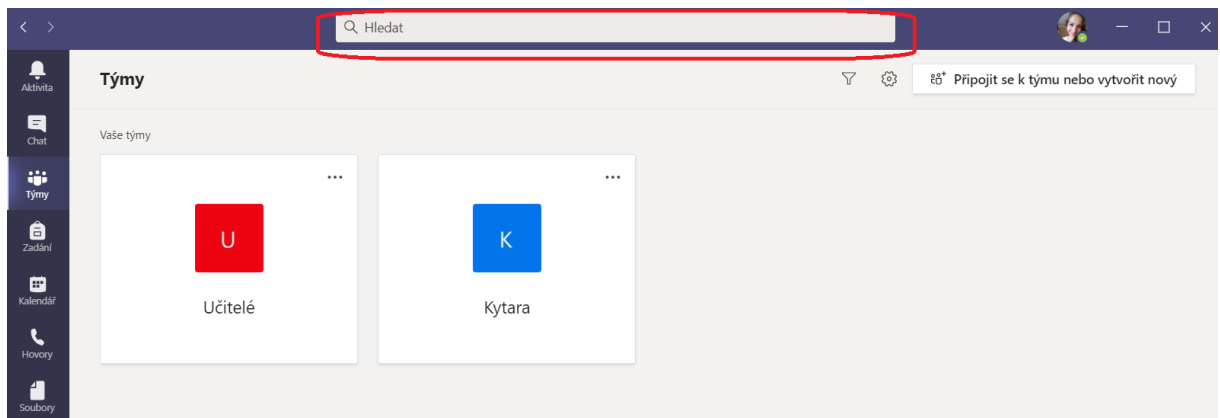 Hledat
Aktivita
Chat
Týmy
Zadání
Kalendář
Hovory
Soubory
Týmy
Připojit se k týmu nebo vytvořit nový
Vaše týmy
U
Učitelé
K
Kytara